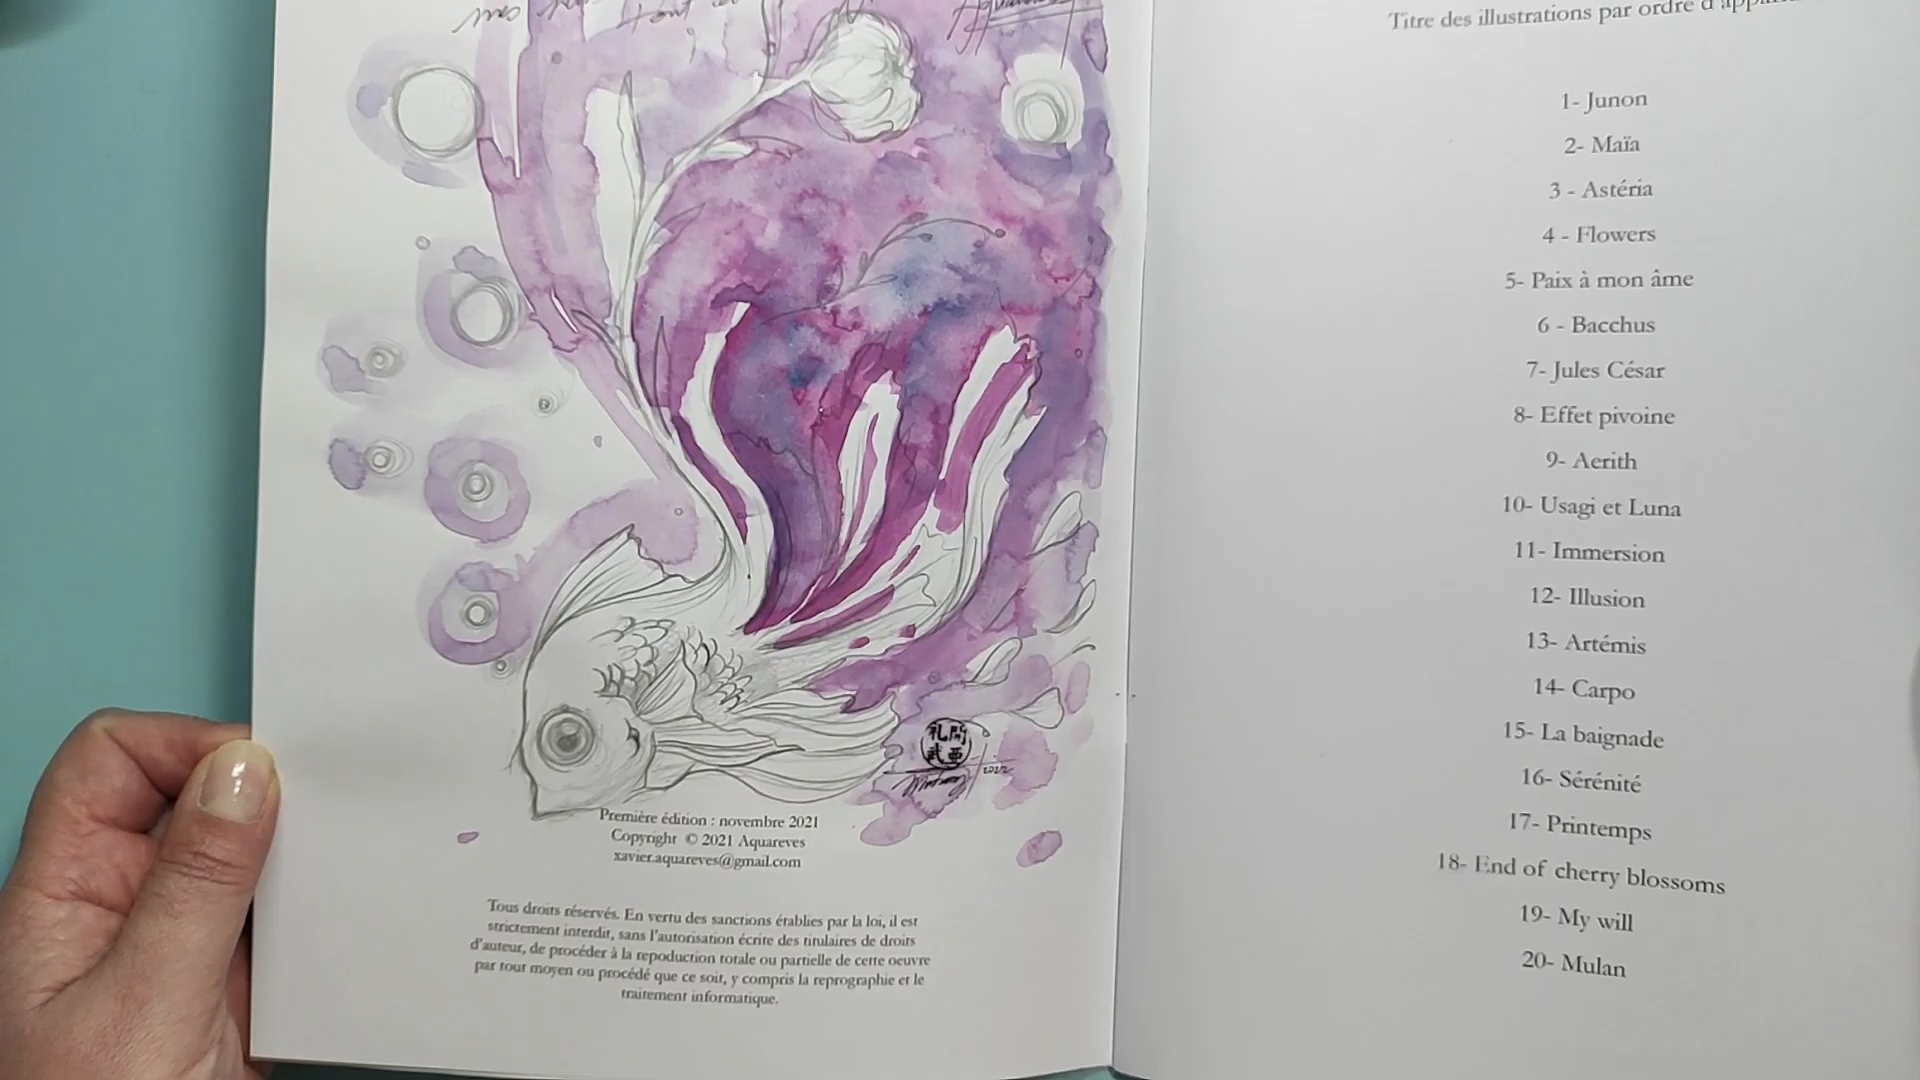 Première édition : novembre 2021
Copyright © 2021 Aquareves
xavier.aquareves@gmail.com
Tous droits réservés. En vertu des sanctions établies par la loi, il est
strictement interdit, sans l'autorisation écrite des titulaires de droits
d'auteur, de procéder à la repoduction totale ou partielle de cette oeuvre
par tout moyen ou procédé que ce soit, y compris la reprographie et le
traitement informatique.
Titre des illustrations par ordre
1- Junon
2- Maïa
3 - Astéria
4 - Flowers
5- Paix à mon âme
6 - Bacchus
7- Jules César
8- Effet pivoine
9- Aerith
10- Usagi et Luna
11- Immersion
12- Illusion
13- Artémis
14- Carpo
15- La baignade
16- Sérénité
17- Printemps
18- End of cherry blossoms
19- My will
20- Mulan